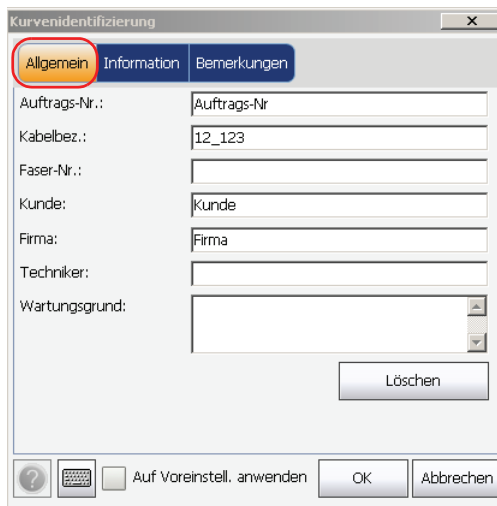 Kurvenidentifizierung
Allgemein Information Bemerkungen
Auftrags-Nr.: Auftrags-Nr
Kabelbez.: 12_123
Faser-Nr.:
Kunde: Kunde
Firma: Firma
Techniker:
Wartungsgrund:
Löschen
? Auf Voreinstell. anwenden OK Abbrechen